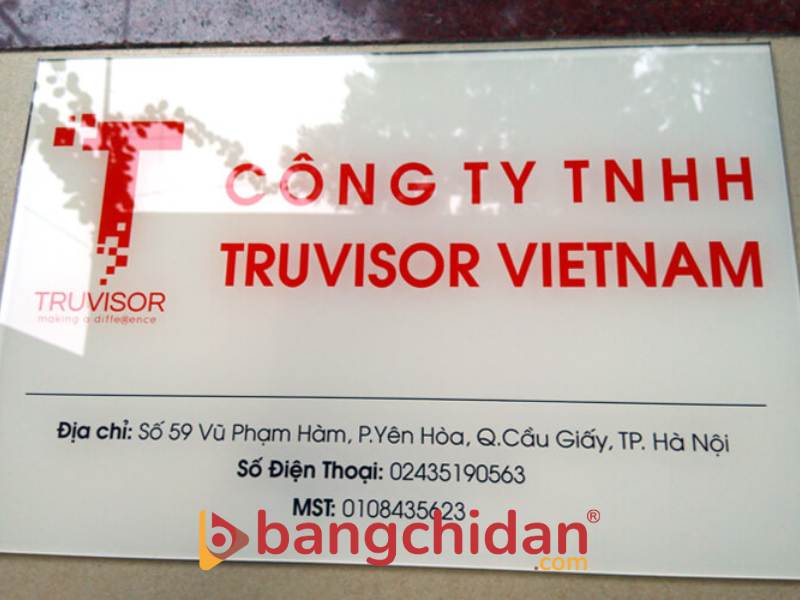 CÔNG TY TNHH
TRUVISOR VIETNAM
TRUVISOR
making a difference
Địa chỉ: Số 59 Vũ Phạm Hàm, P.Yên Hòa, Q.Cầu Giấy, TP. Hà Nội
Số Điện Thoại: 02435190563
MST: 0108435623
bangchidan®
.com